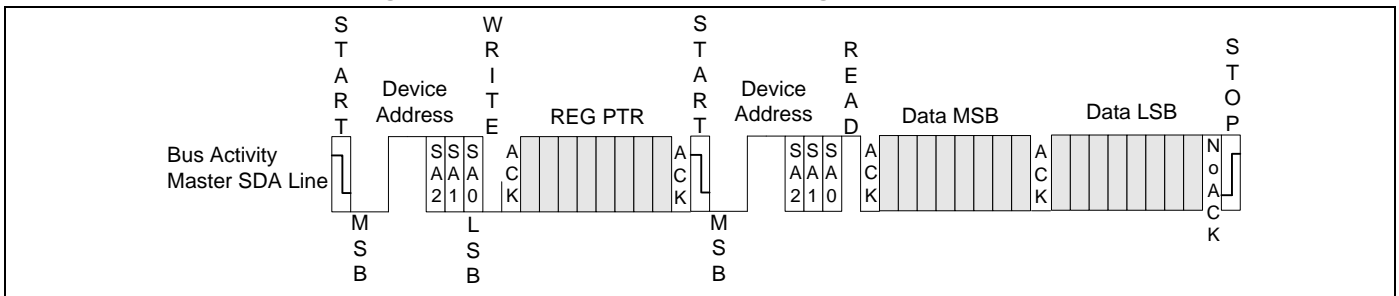 START
WRITE
START
READ
STOP
Device
Address
REG PTR
Device
Address
Data MSB
Data LSB
Bus Activity
Master SDA Line
SA2
SA1
SA0
ACK
ACK
SA2
SA1
SA0
ACK
ACK
NoACK
MSB
LSB
MSB